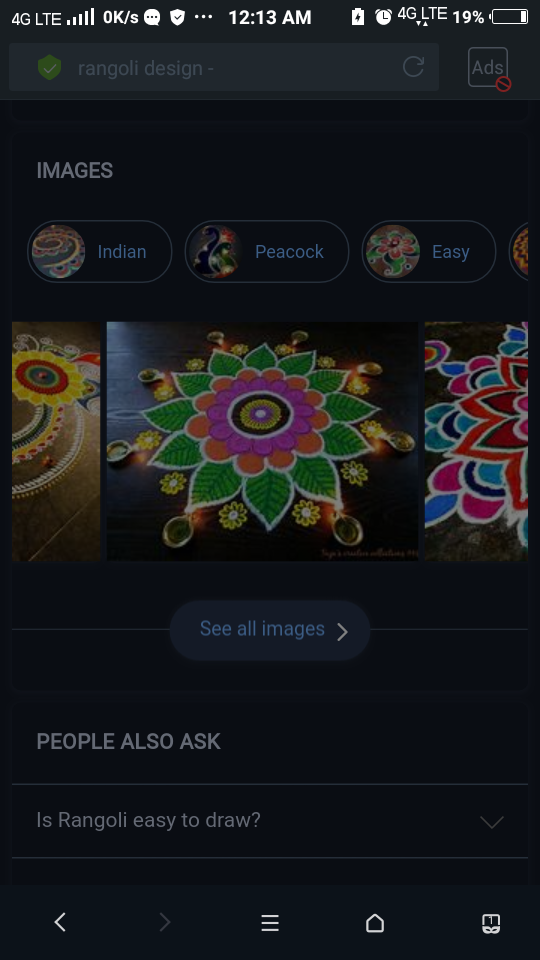 4G LTE 0K/s 12:13 AM 4G LTE 19%
rangoli design -
Ads
IMAGES
Indian
Peacock
Easy
See all images
PEOPLE ALSO ASK
Is Rangoli easy to draw?
1